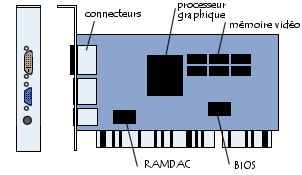 processeur
graphique
connecteurs
mémoire vidéo
RAMDAC
BIOS